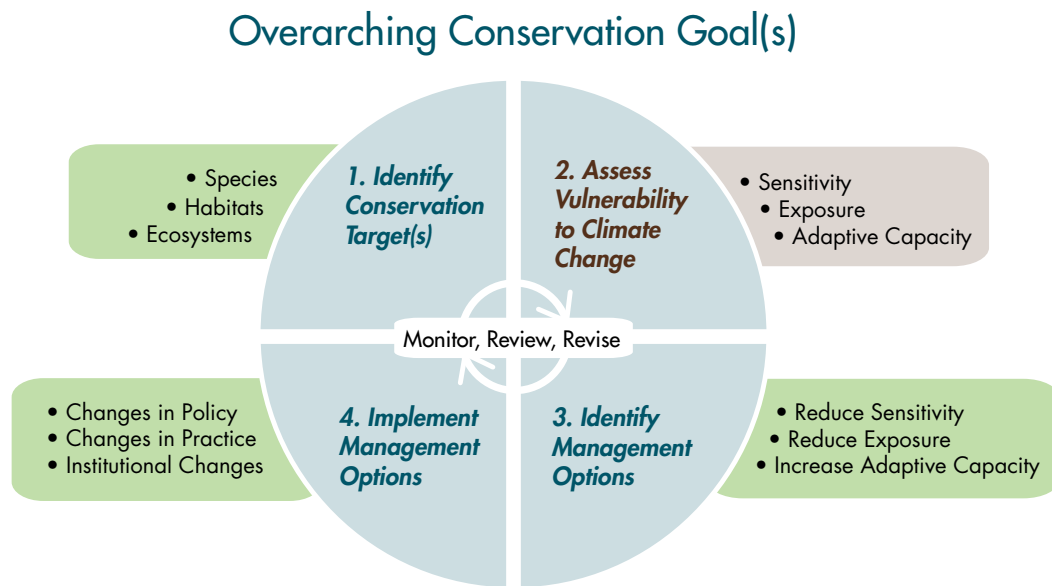 Overarching Conservation Goal(s)
• Species
• Habitats
• Ecosystems
1. Identify
Conservation
Target(s)
2. Assess
Vulnerability
to Climate
Change
• Sensitivity
• Exposure
• Adaptive Capacity
Monitor, Review, Revise
• Changes in Policy
• Changes in Practice
• Institutional Changes
4. Implement
Management
Options
3. Identify
Management
Options
• Reduce Sensitivity
• Reduce Exposure
• Increase Adaptive Capacity